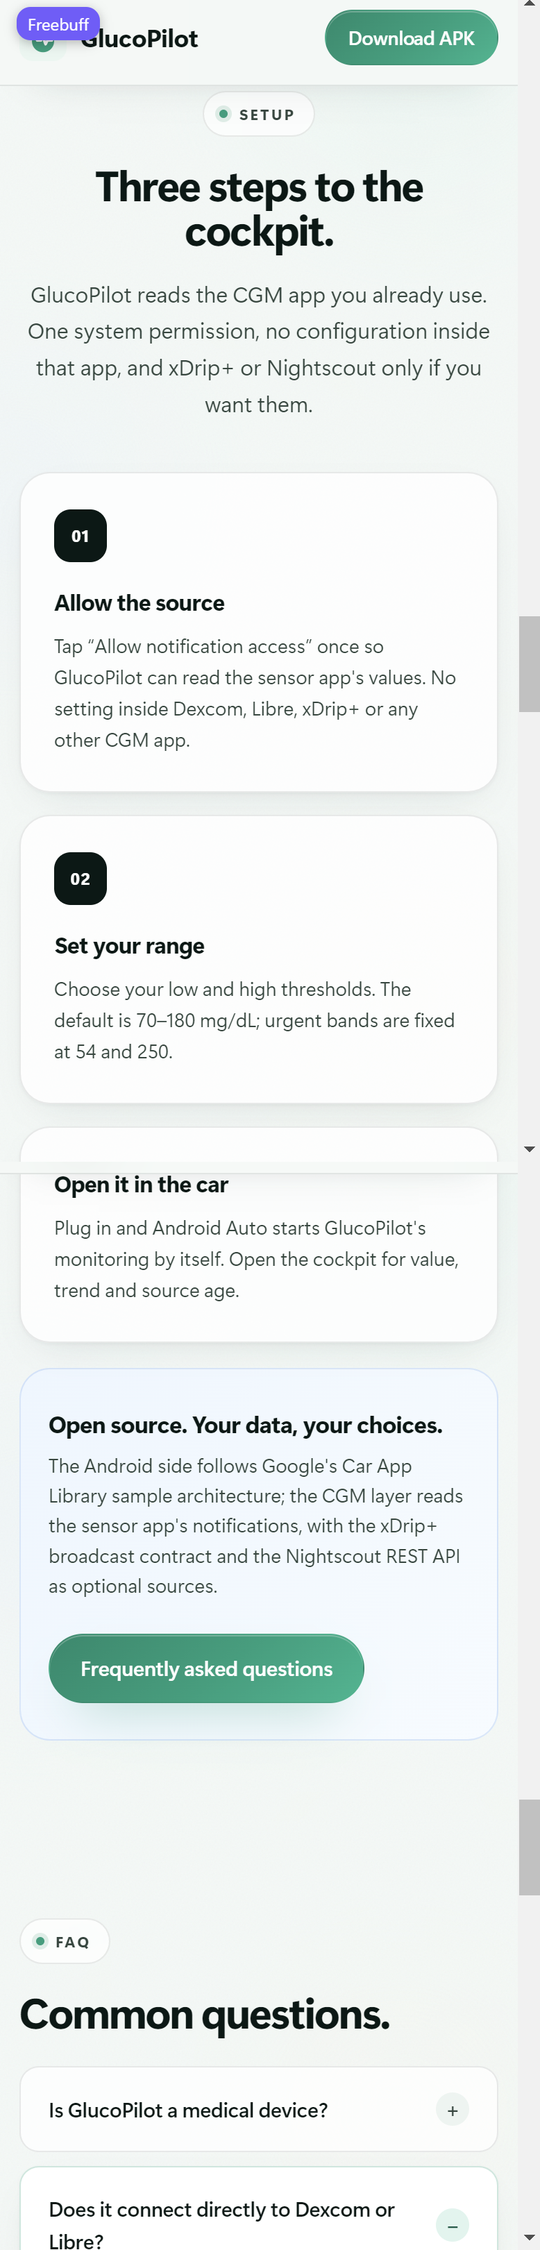 Freebuff
GlucoPilot
Download APK
SETUP
Three steps to the
cockpit.
GlucoPilot reads the CGM app you already use.
One system permission, no configuration inside
that app, and xDrip+ or Nightscout only if you
want them.
01
Allow the source
Tap “Allow notification access” once so
GlucoPilot can read the sensor app's values. No
setting inside Dexcom, Libre, xDrip+ or any
other CGM app.
02
Set your range
Choose your low and high thresholds. The
default is 70–180 mg/dL; urgent bands are fixed
at 54 and 250.
Open it in the car
Plug in and Android Auto starts GlucoPilot's
monitoring by itself. Open the cockpit for value,
trend and source age.
Open source. Your data, your choices.
The Android side follows Google's Car App
Library sample architecture; the CGM layer reads
the sensor app's notifications, with the xDrip+
broadcast contract and the Nightscout REST API
as optional sources.
Frequently asked questions
FAQ
Common questions.
Is GlucoPilot a medical device?
+
Does it connect directly to Dexcom or
Libre?
–